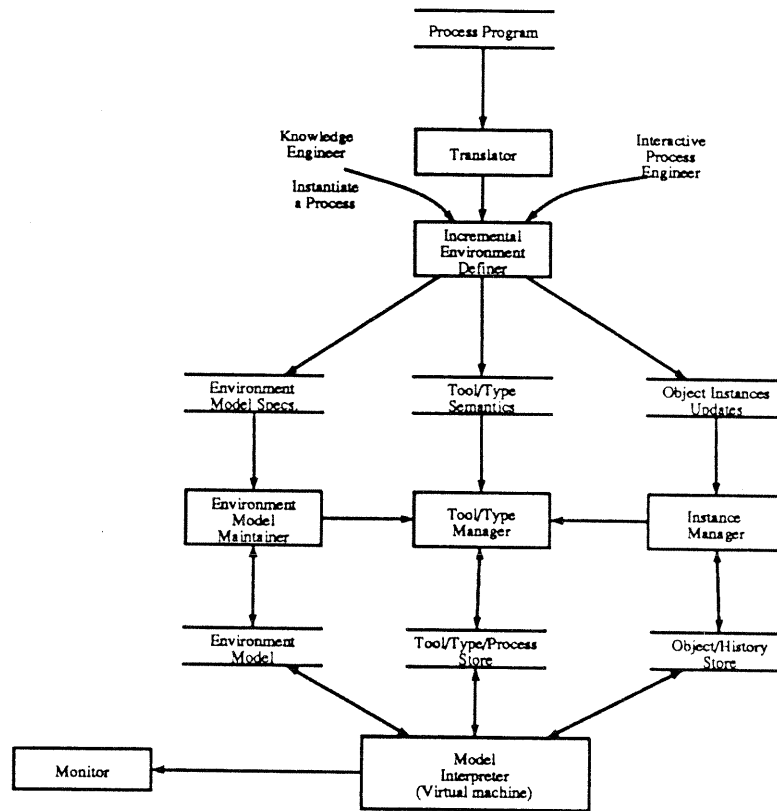 Process Program
Knowledge
Engineer
Instantiate
a Process
Translator
Interactive
Process
Engineer
Incremental
Environment
Definer
Environment
Model Specs.
Tool/Type
Semantics
Object Instances
Updates
Environment
Model
Maintainer
Tool/Type
Manager
Instance
Manager
Environment
Model
Tool/Type/Process
Store
Object/History
Store
Monitor
Model
Interpreter
(Virtual machine)